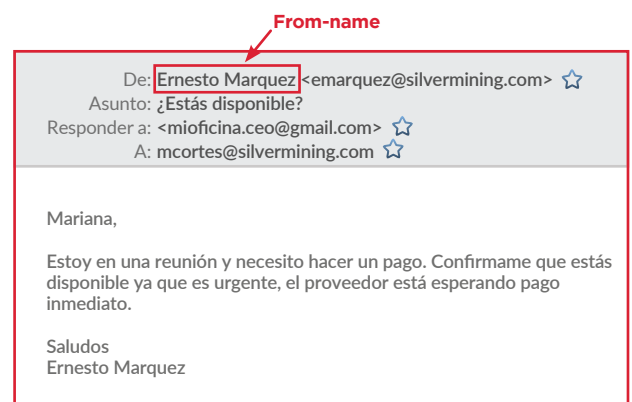 From-name
De: Ernesto Marquez <emarquez@silvermining.com>
Asunto: ¿Estás disponible?
Responder a: <mioficina.ceo@gmail.com>
A: mcortes@silvermining.com
Mariana,
Estoy en una reunión y necesito hacer un pago. Confirmame que estás
disponible ya que es urgente, el proveedor está esperando pago
inmediato.
Saludos
Ernesto Marquez